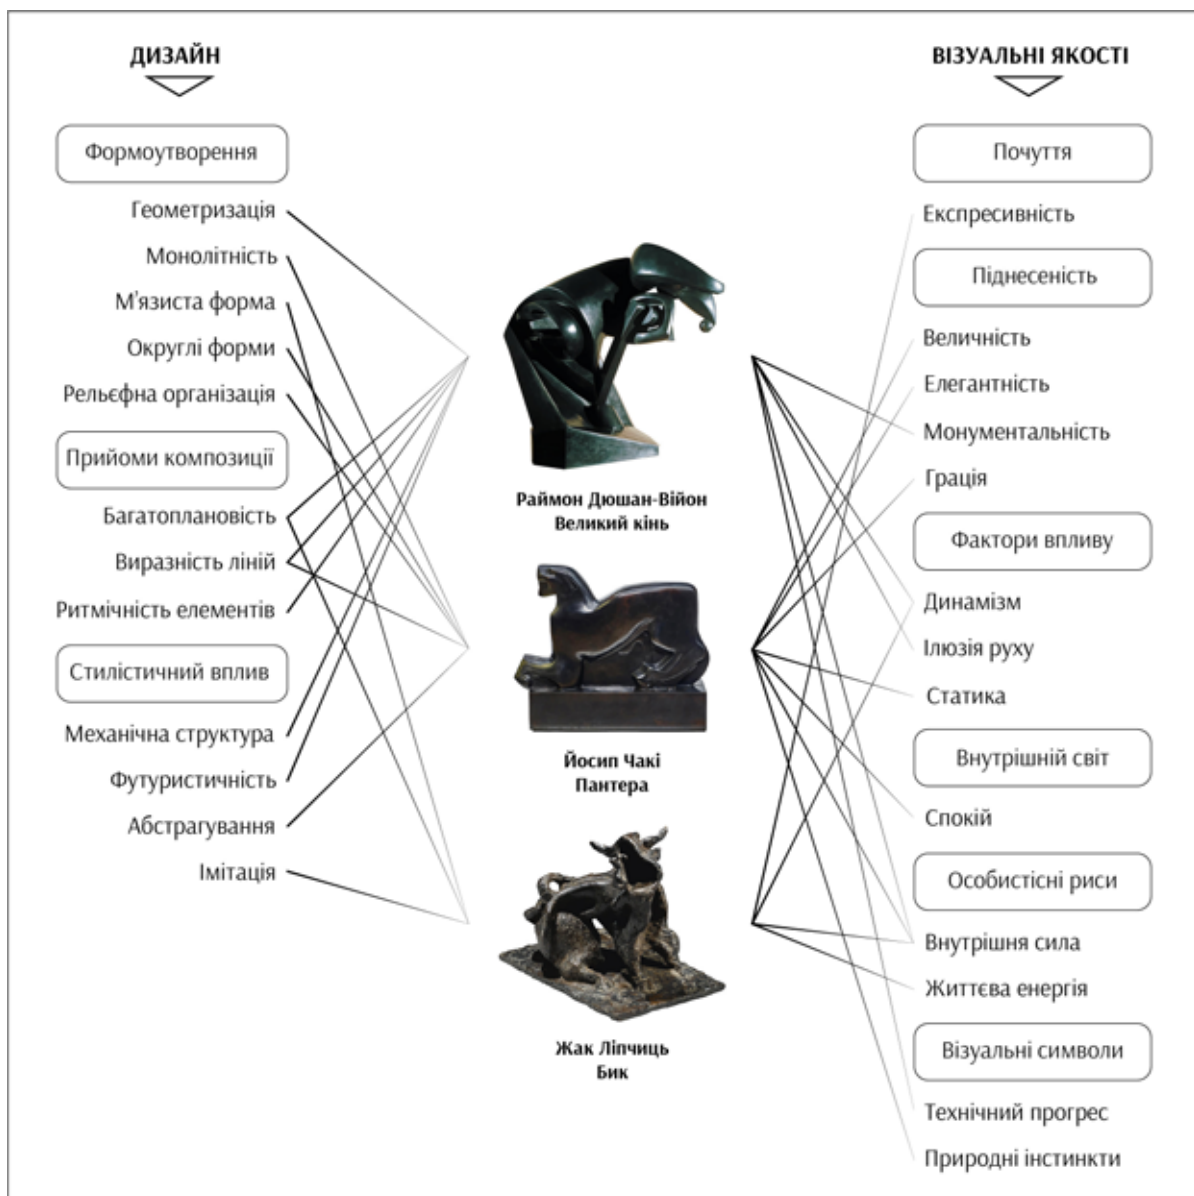 ДИЗАЙН
Формоутворення
Геометризація
Монолітність
М'язиста форма
Округлі форми
Рельєфна організація
Прийоми композиції
Багатоплановість
Виразність ліній
Ритмічність елементів
Стилістичний вплив
Механічна структура
Футуристичність
Абстрагування
Імітація
Раймон Дюшан-Війон
Великий кінь
Йосип Чакі
Пантера
Жак Ліпчиць
Бик
ВІЗУАЛЬНІ ЯКОСТІ
Почуття
Експресивність
Піднесеність
Величність
Елегантність
Монументальність
Грація
Фактори впливу
Динамізм
Ілюзія руху
Статика
Внутрішній світ
Спокій
Особистісні риси
Внутрішня сила
Життєва енергія
Візуальні символи
Технічний прогрес
Природні інстинкти